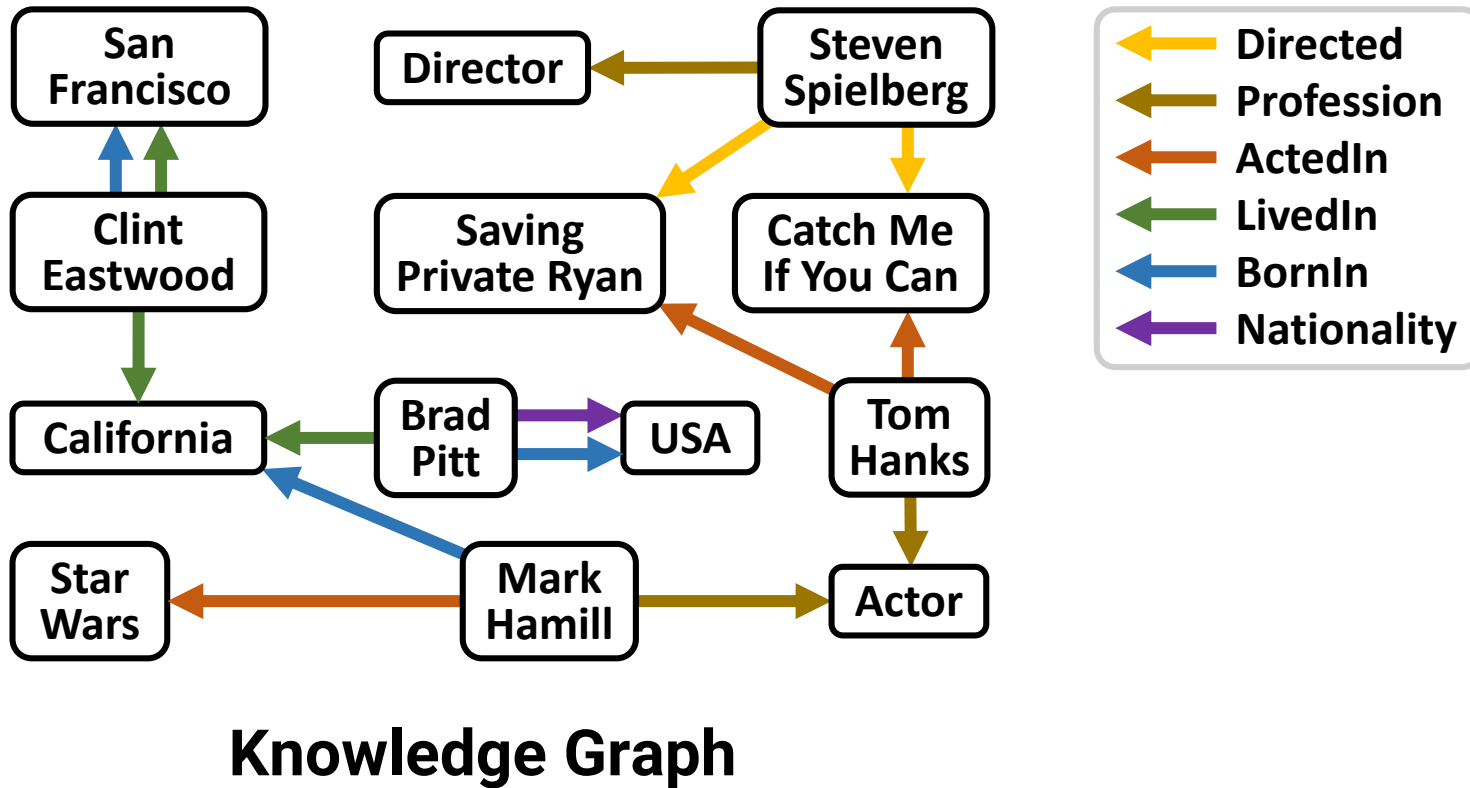 San
Francisco
Director
Steven
Spielberg
Directed
Profession
ActedIn
LivedIn
BornIn
Nationality
Clint
Eastwood
Saving
Private Ryan
Catch Me
If You Can
California
Brad
Pitt
USA
Tom
Hanks
Star
Wars
Mark
Hamill
Actor
Knowledge Graph